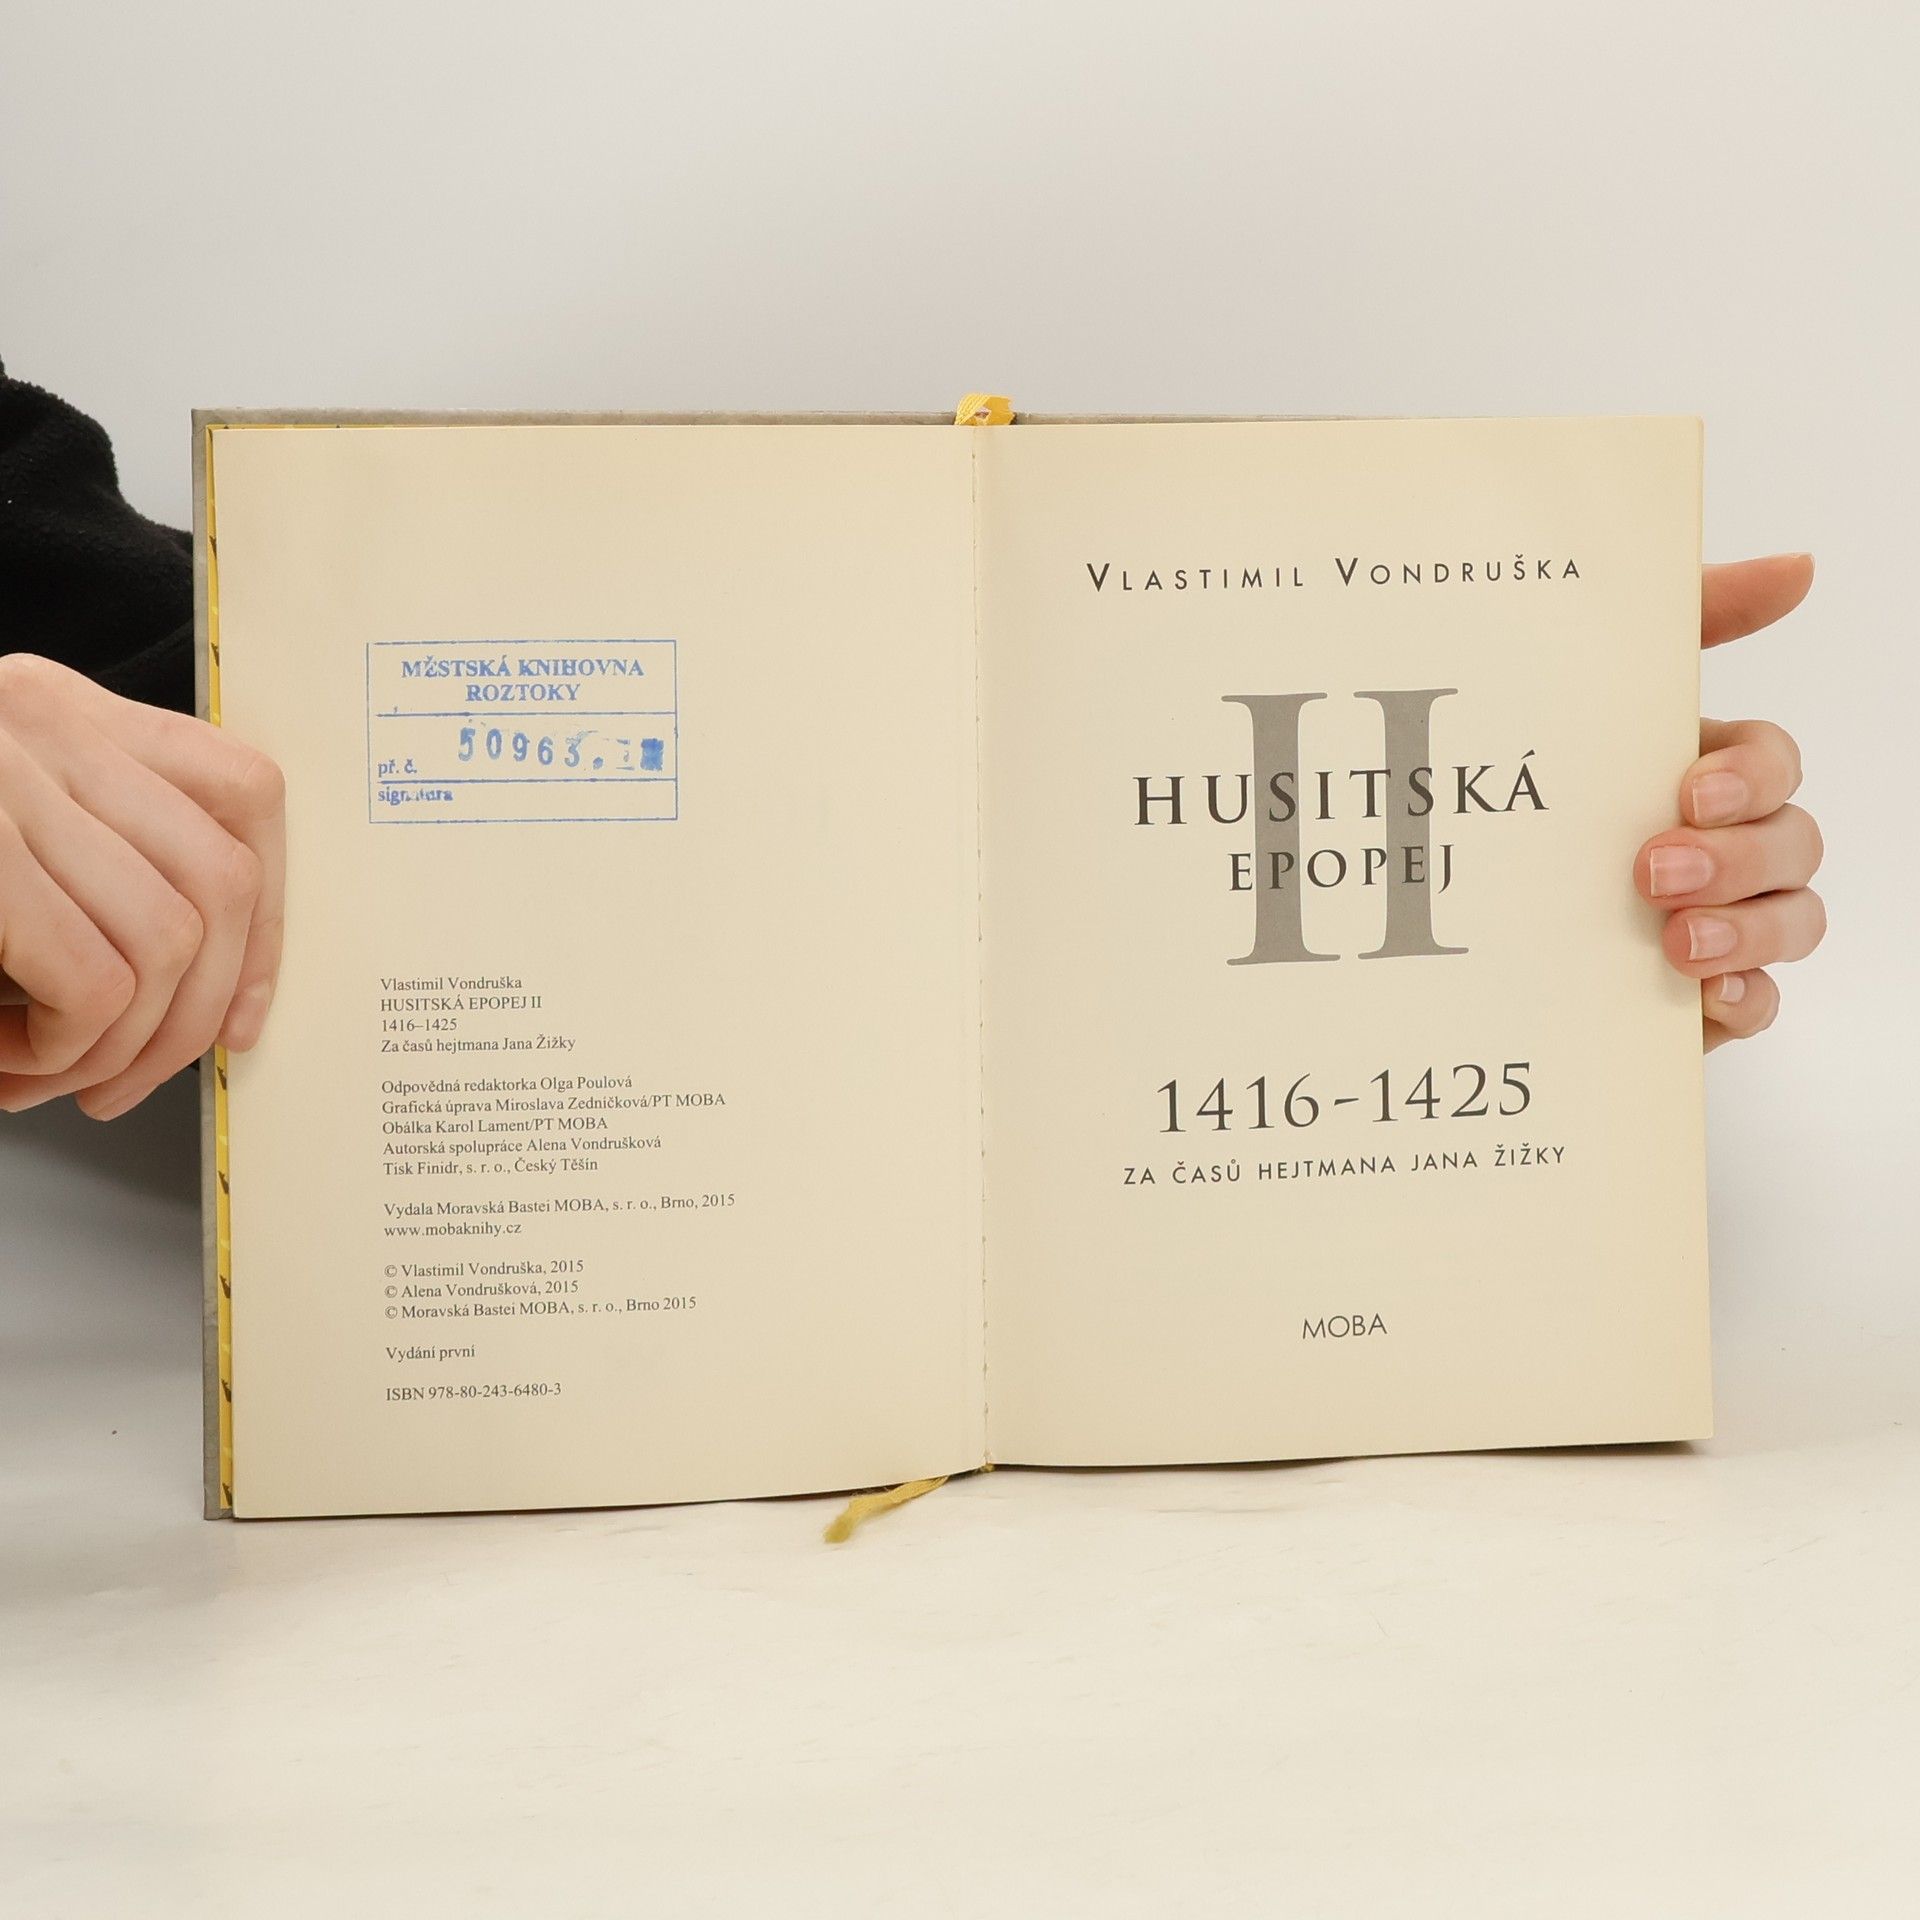 MĚSTSKÁ KNIHOVNA
ROZTOKY
př. č. 50963.
signatura
Vlastimil Vondruška
HUSITSKÁ EPOPEJ II
1416–1425
Za časů hejtmana Jana Žižky
Odpovědná redaktorka Olga Poulová
Grafická úprava Miroslava Zedníčková/PT MOBA
Obálka Karol Lament/PT MOBA
Autorská spolupráce Alena Vondrušková
Tisk Finidr, s. r. o., Český Těšín
Vydala Moravská Bastei MOBA, s. r. o., Brno, 2015
www.mobaknihy.cz
© Vlastimil Vondruška, 2015
© Alena Vondrušková, 2015
© Moravská Bastei MOBA, s. r. o., Brno 2015
Vydání první
ISBN 978-80-243-6480-3
VLASTIMIL VONDRUŠKA
II
HUSITSKÁ
EPOPEJ
1416-1425
ZA ČASŮ HEJTMANA JANA ŽIŽKY
MOBA